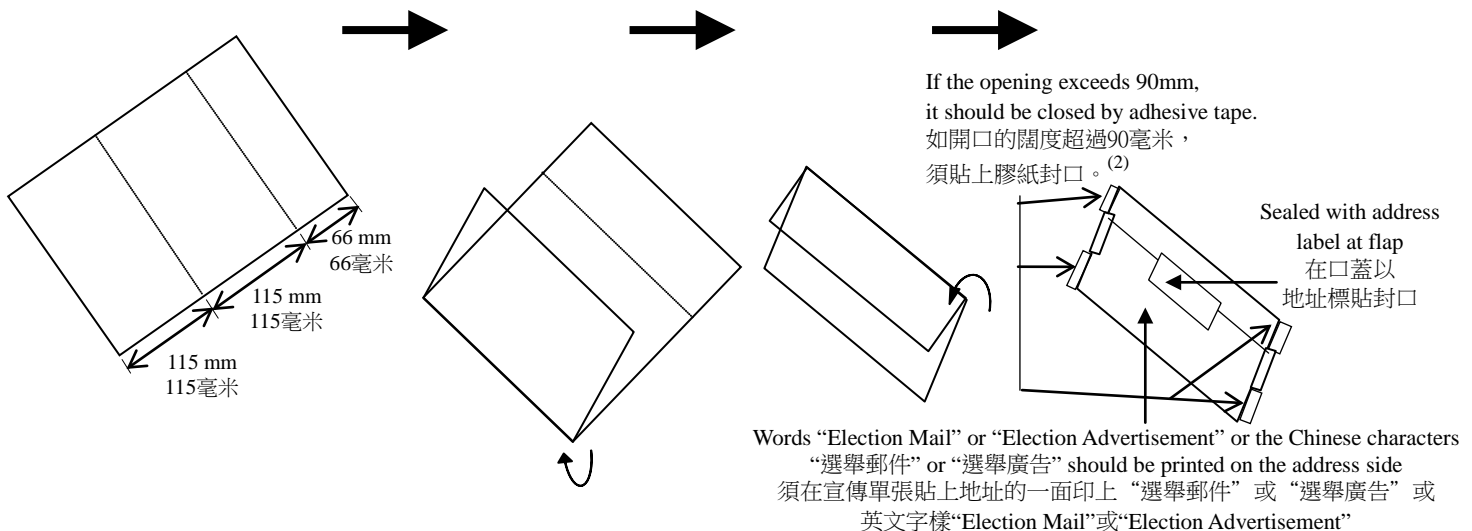 If the opening exceeds 90mm,
it should be closed by adhesive tape.
如開口的闊度超過90毫米，
須貼上膠紙封口。(2)
Sealed with address
label at flap
在口蓋以
地址標貼封口
66 mm
66毫米
115 mm
115毫米
115 mm
115毫米
Words “Election Mail” or “Election Advertisement” or the Chinese characters
“選舉郵件” or “選舉廣告” should be printed on the address side
須在宣傳單張貼上地址的一面印上“選舉郵件”或“選舉廣告”或
英文字樣“Election Mail”或“Election Advertisement”